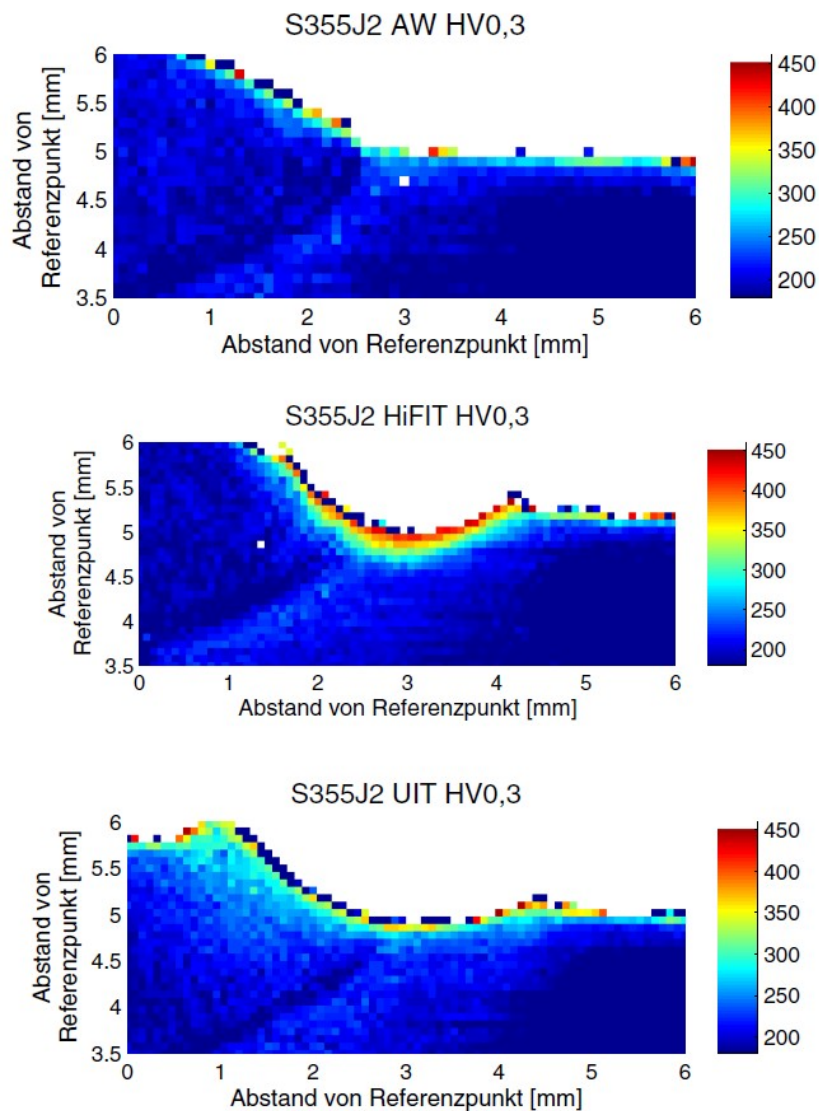 S355J2 AW HV0,3
Abstand von
Referenzpunkt [mm]
6
5.5
5
4.5
4
3.5
0 1 2 3 4 5 6
Abstand von Referenzpunkt [mm]
450
400
350
300
250
200
S355J2 HiFIT HV0,3
Abstand von
Referenzpunkt [mm]
6
5.5
5
4.5
4
3.5
0 1 2 3 4 5 6
Abstand von Referenzpunkt [mm]
450
400
350
300
250
200
S355J2 UIT HV0,3
Abstand von
Referenzpunkt [mm]
6
5.5
5
4.5
4
3.5
0 1 2 3 4 5 6
Abstand von Referenzpunkt [mm]
450
400
350
300
250
200